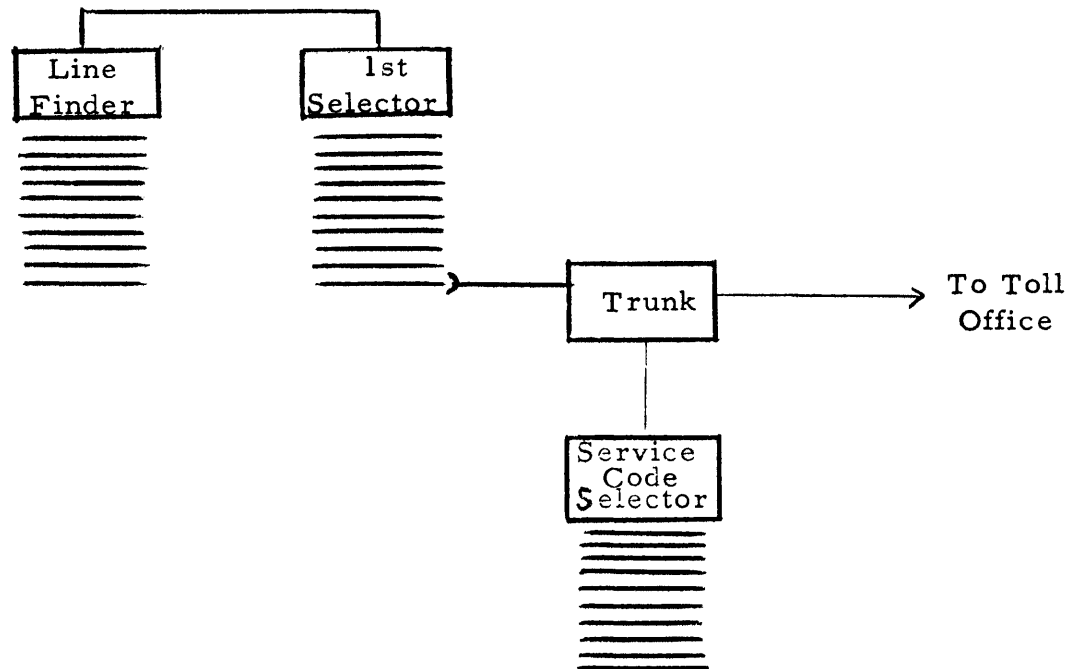 Line
Finder
1st
Selector
Trunk
To Toll
Office
Service
Code
Selector